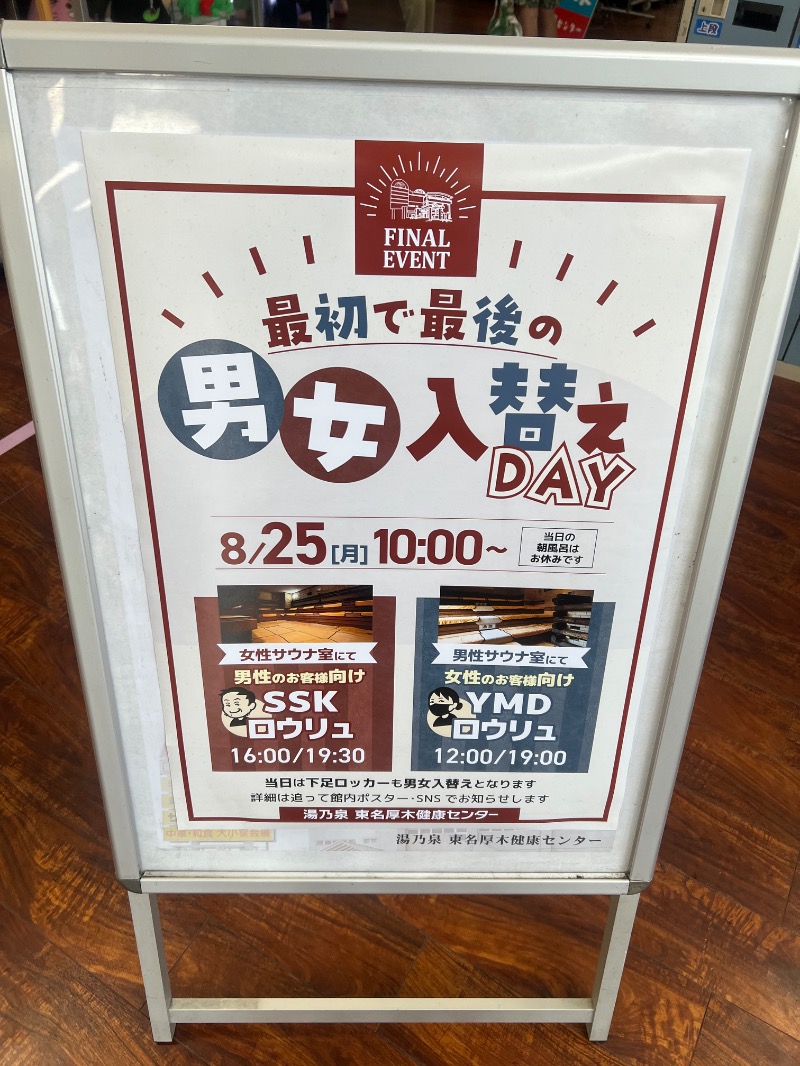 上段
センター
FINAL
EVENT
最初で最後の
男女入替え
DAY
8/25[月]10:00~
当日の
朝風呂は
お休みです
女性サウナ室にて
男性のお客様向け
SSK
ロウリュ
16:00/19:30
男性サウナ室にて
女性のお客様向け
YMD
ロウリュ
12:00/19:00
当日は下足ロッカーも男女入替えとなります
詳細は追って館内ポスター・SNSでお知らせします
湯乃泉 東名厚木健康センター
湯乃泉 東名厚木健康センター